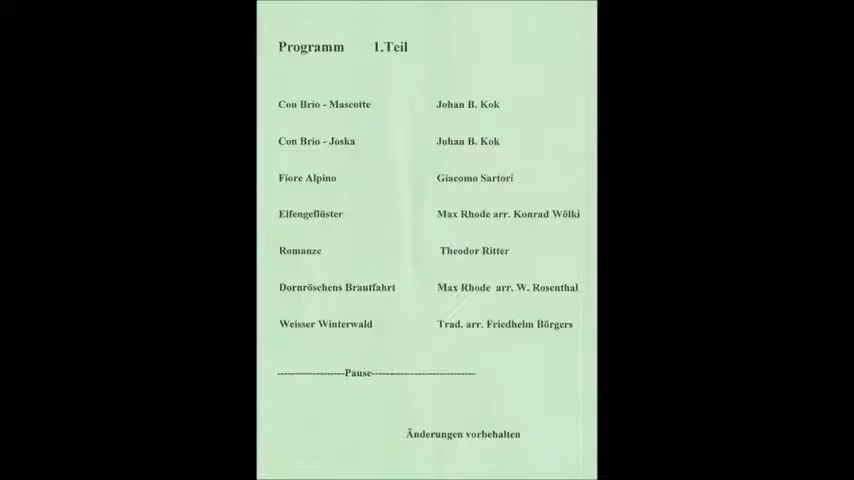 Programm 1.Teil
Con Brio - Mascotte Johan B. Kok
Con Brio - Joska Johan B. Kok
Fiore Alpino Giacomo Sartori
Elfengeflüster Max Rhode arr. Konrad Wölki
Romanze Theodor Ritter
Dornröschens Brautfahrt Max Rhode arr. W. Rosenthal
Weisser Winterwald Trad. arr. Friedhelm Börgers
--------------------Pause-------------------------------
Änderungen vorbehalten